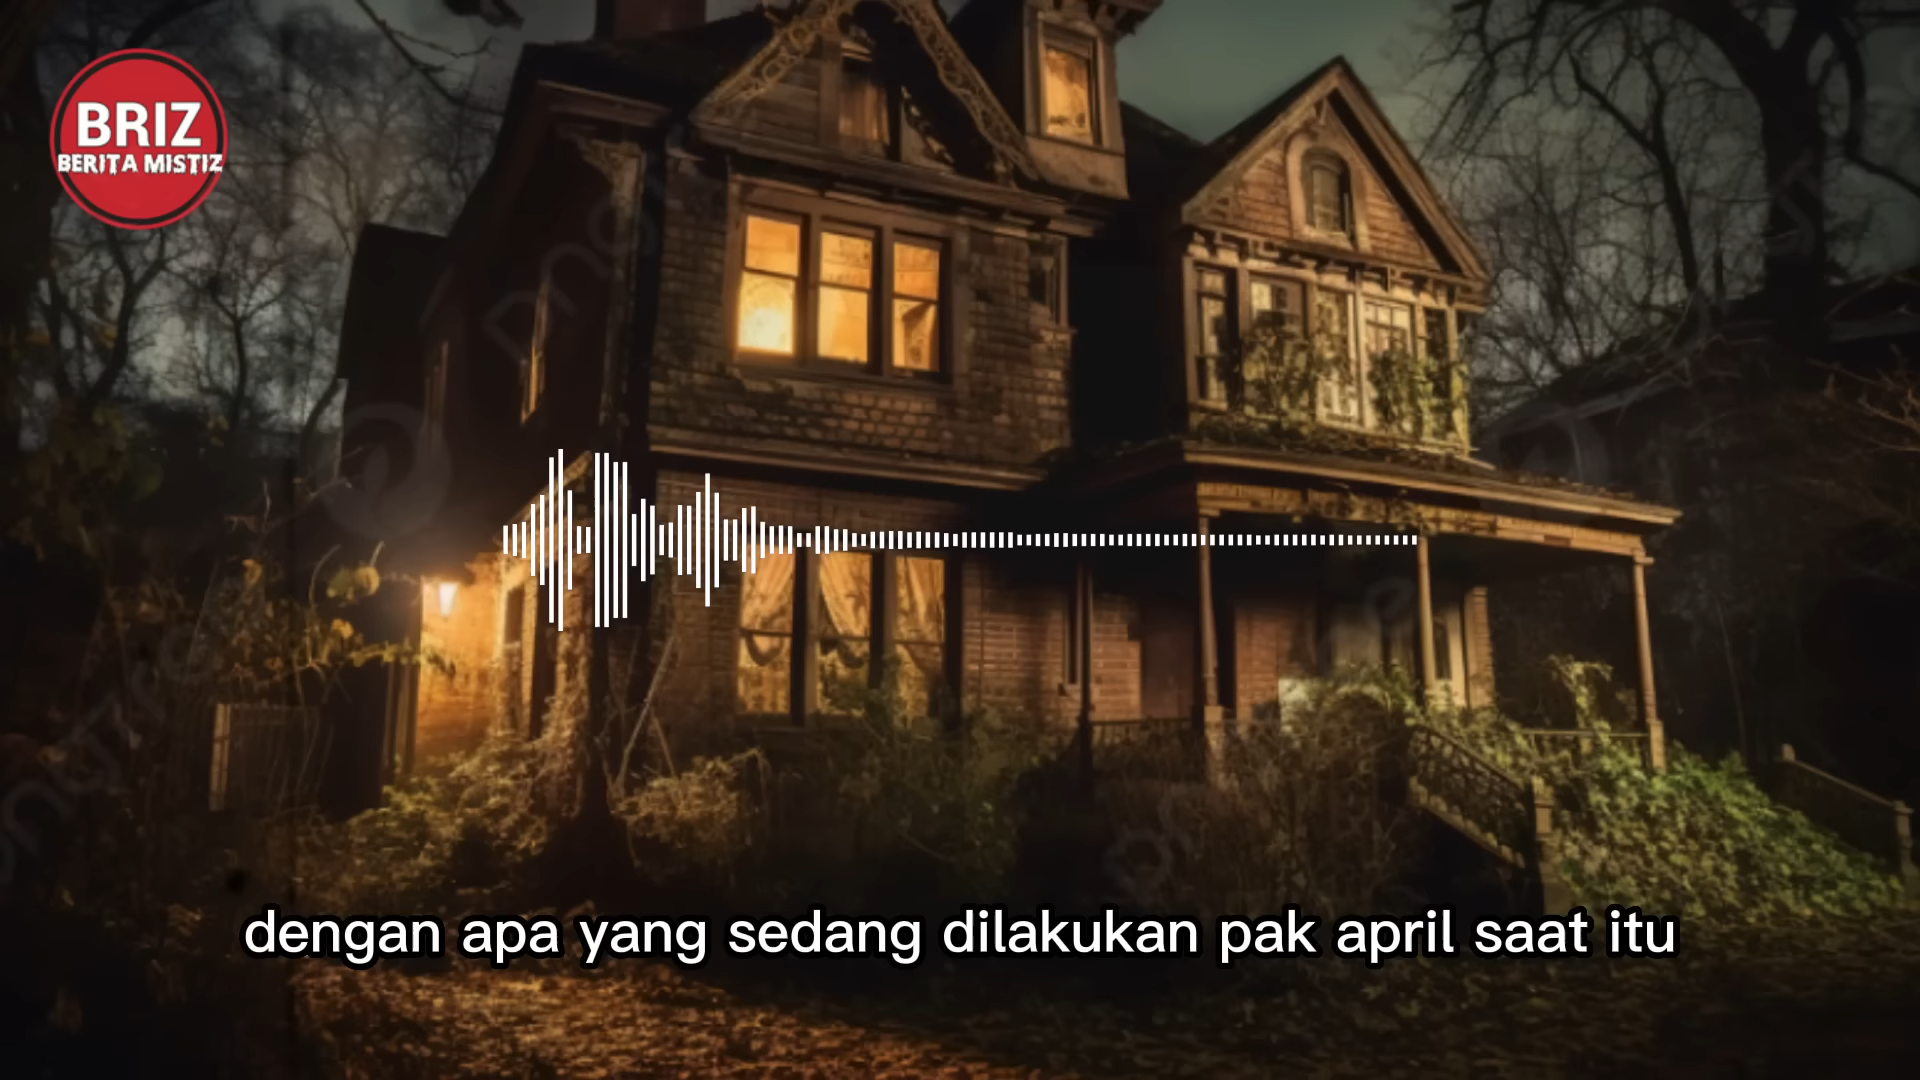 BRIZ
BERITA MISTIZ
dengan apa yang sedang dilakukan pak april saat itu